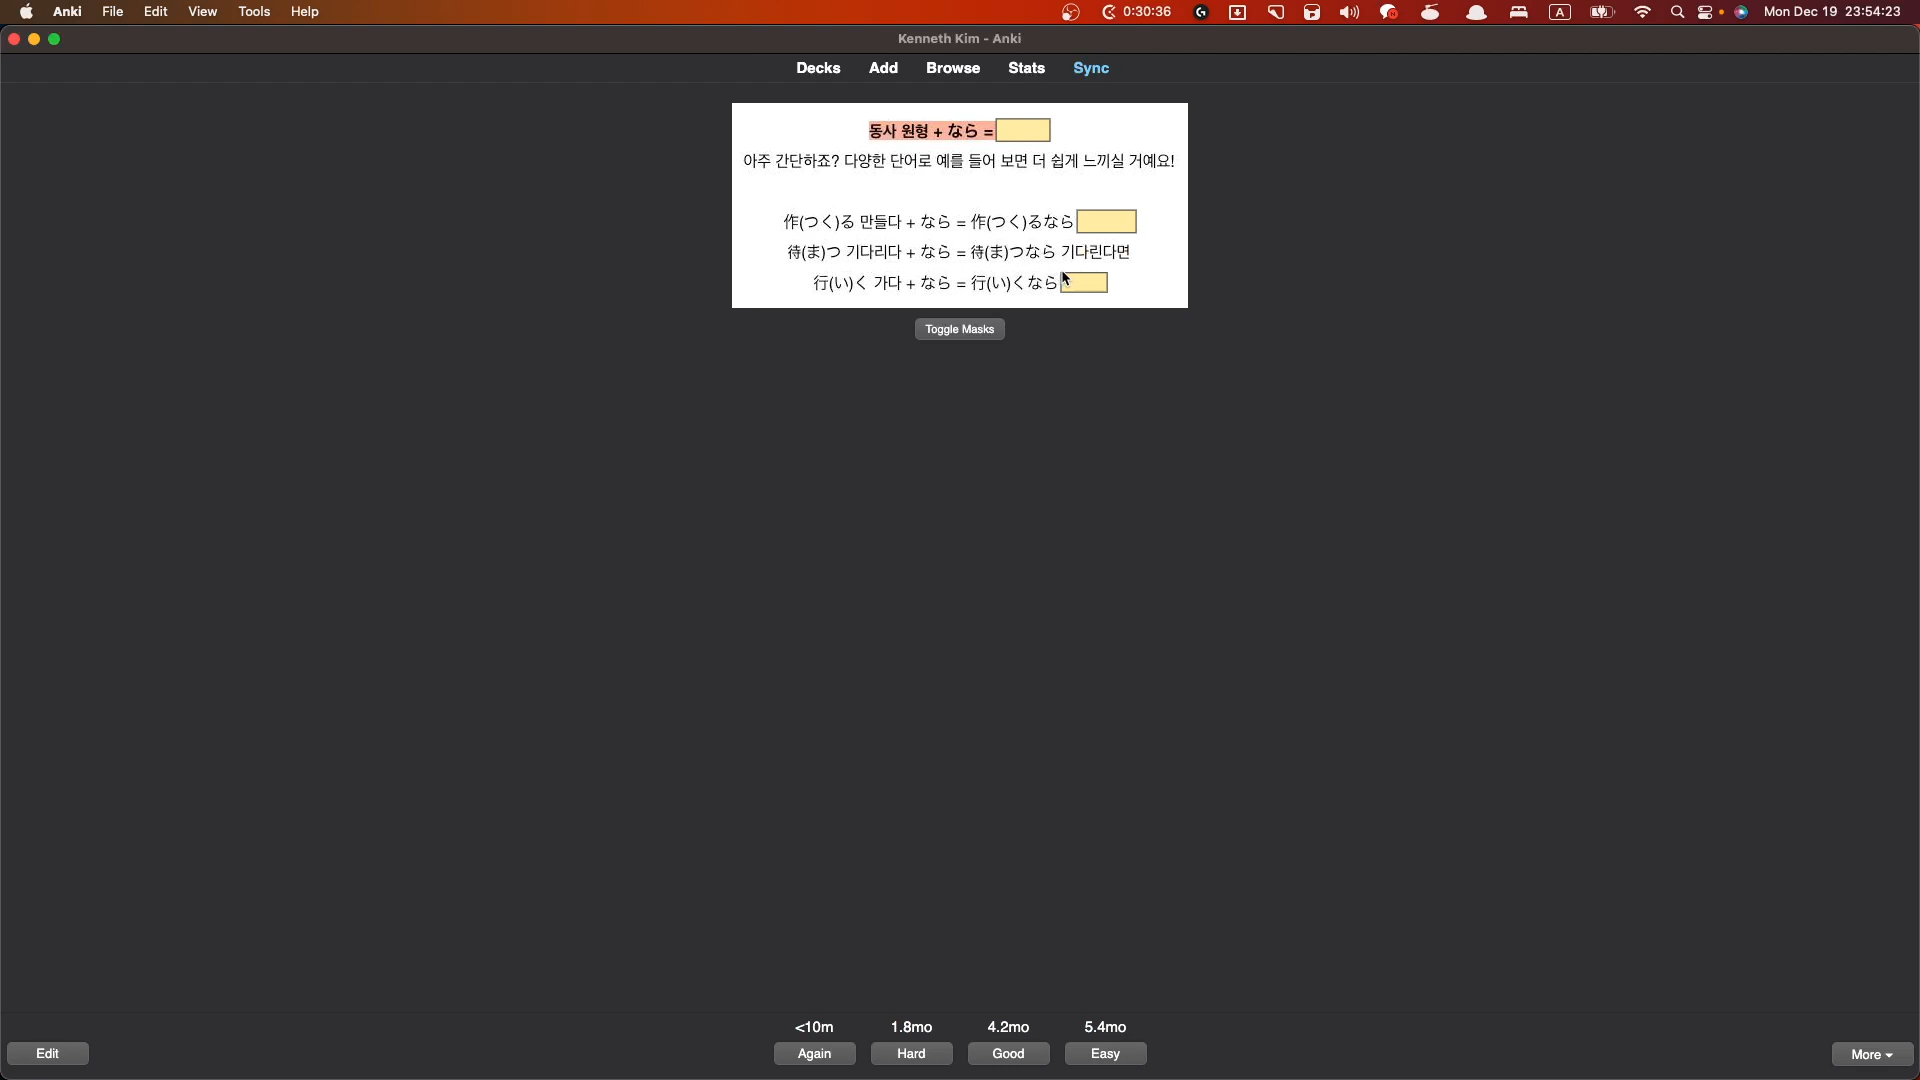 Anki File Edit View Tools Help 0:30:36 A Mon Dec 19 23:54:23
Kenneth Kim - Anki
Decks Add Browse Stats Sync
동사 원형 + なら =
아주 간단하죠? 다양한 단어로 예를 들어 보면 더 쉽게 느끼실 거예요!
作(つく)る 만들다 + なら = 作(つく)るなら
待(ま)つ 기다리다 + なら = 待(ま)つなら 기다린다면
行(い)く 가다 + なら = 行(い)くなら
Toggle Masks
<10m 1.8mo 4.2mo 5.4mo
Edit Again Hard Good Easy More